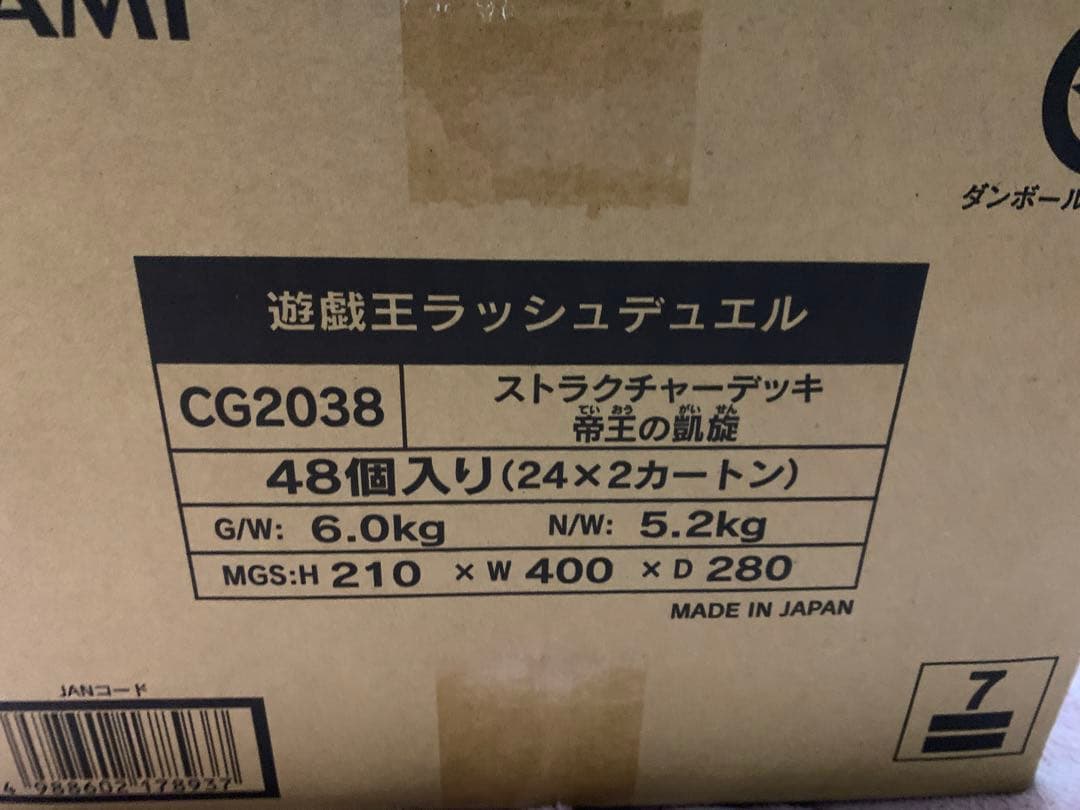 AMI
ダンボール
遊戯王ラッシュデュエル
CG2038
ストラクチャーデッキ
ていおう がいせん
帝王の凱旋
48個入り(24×2カートン)
G/W: 6.0kg N/W: 5.2kg
MGS:H 210 × W 400 × D 280
MADE IN JAPAN
JANコード
4 988602 178937
7